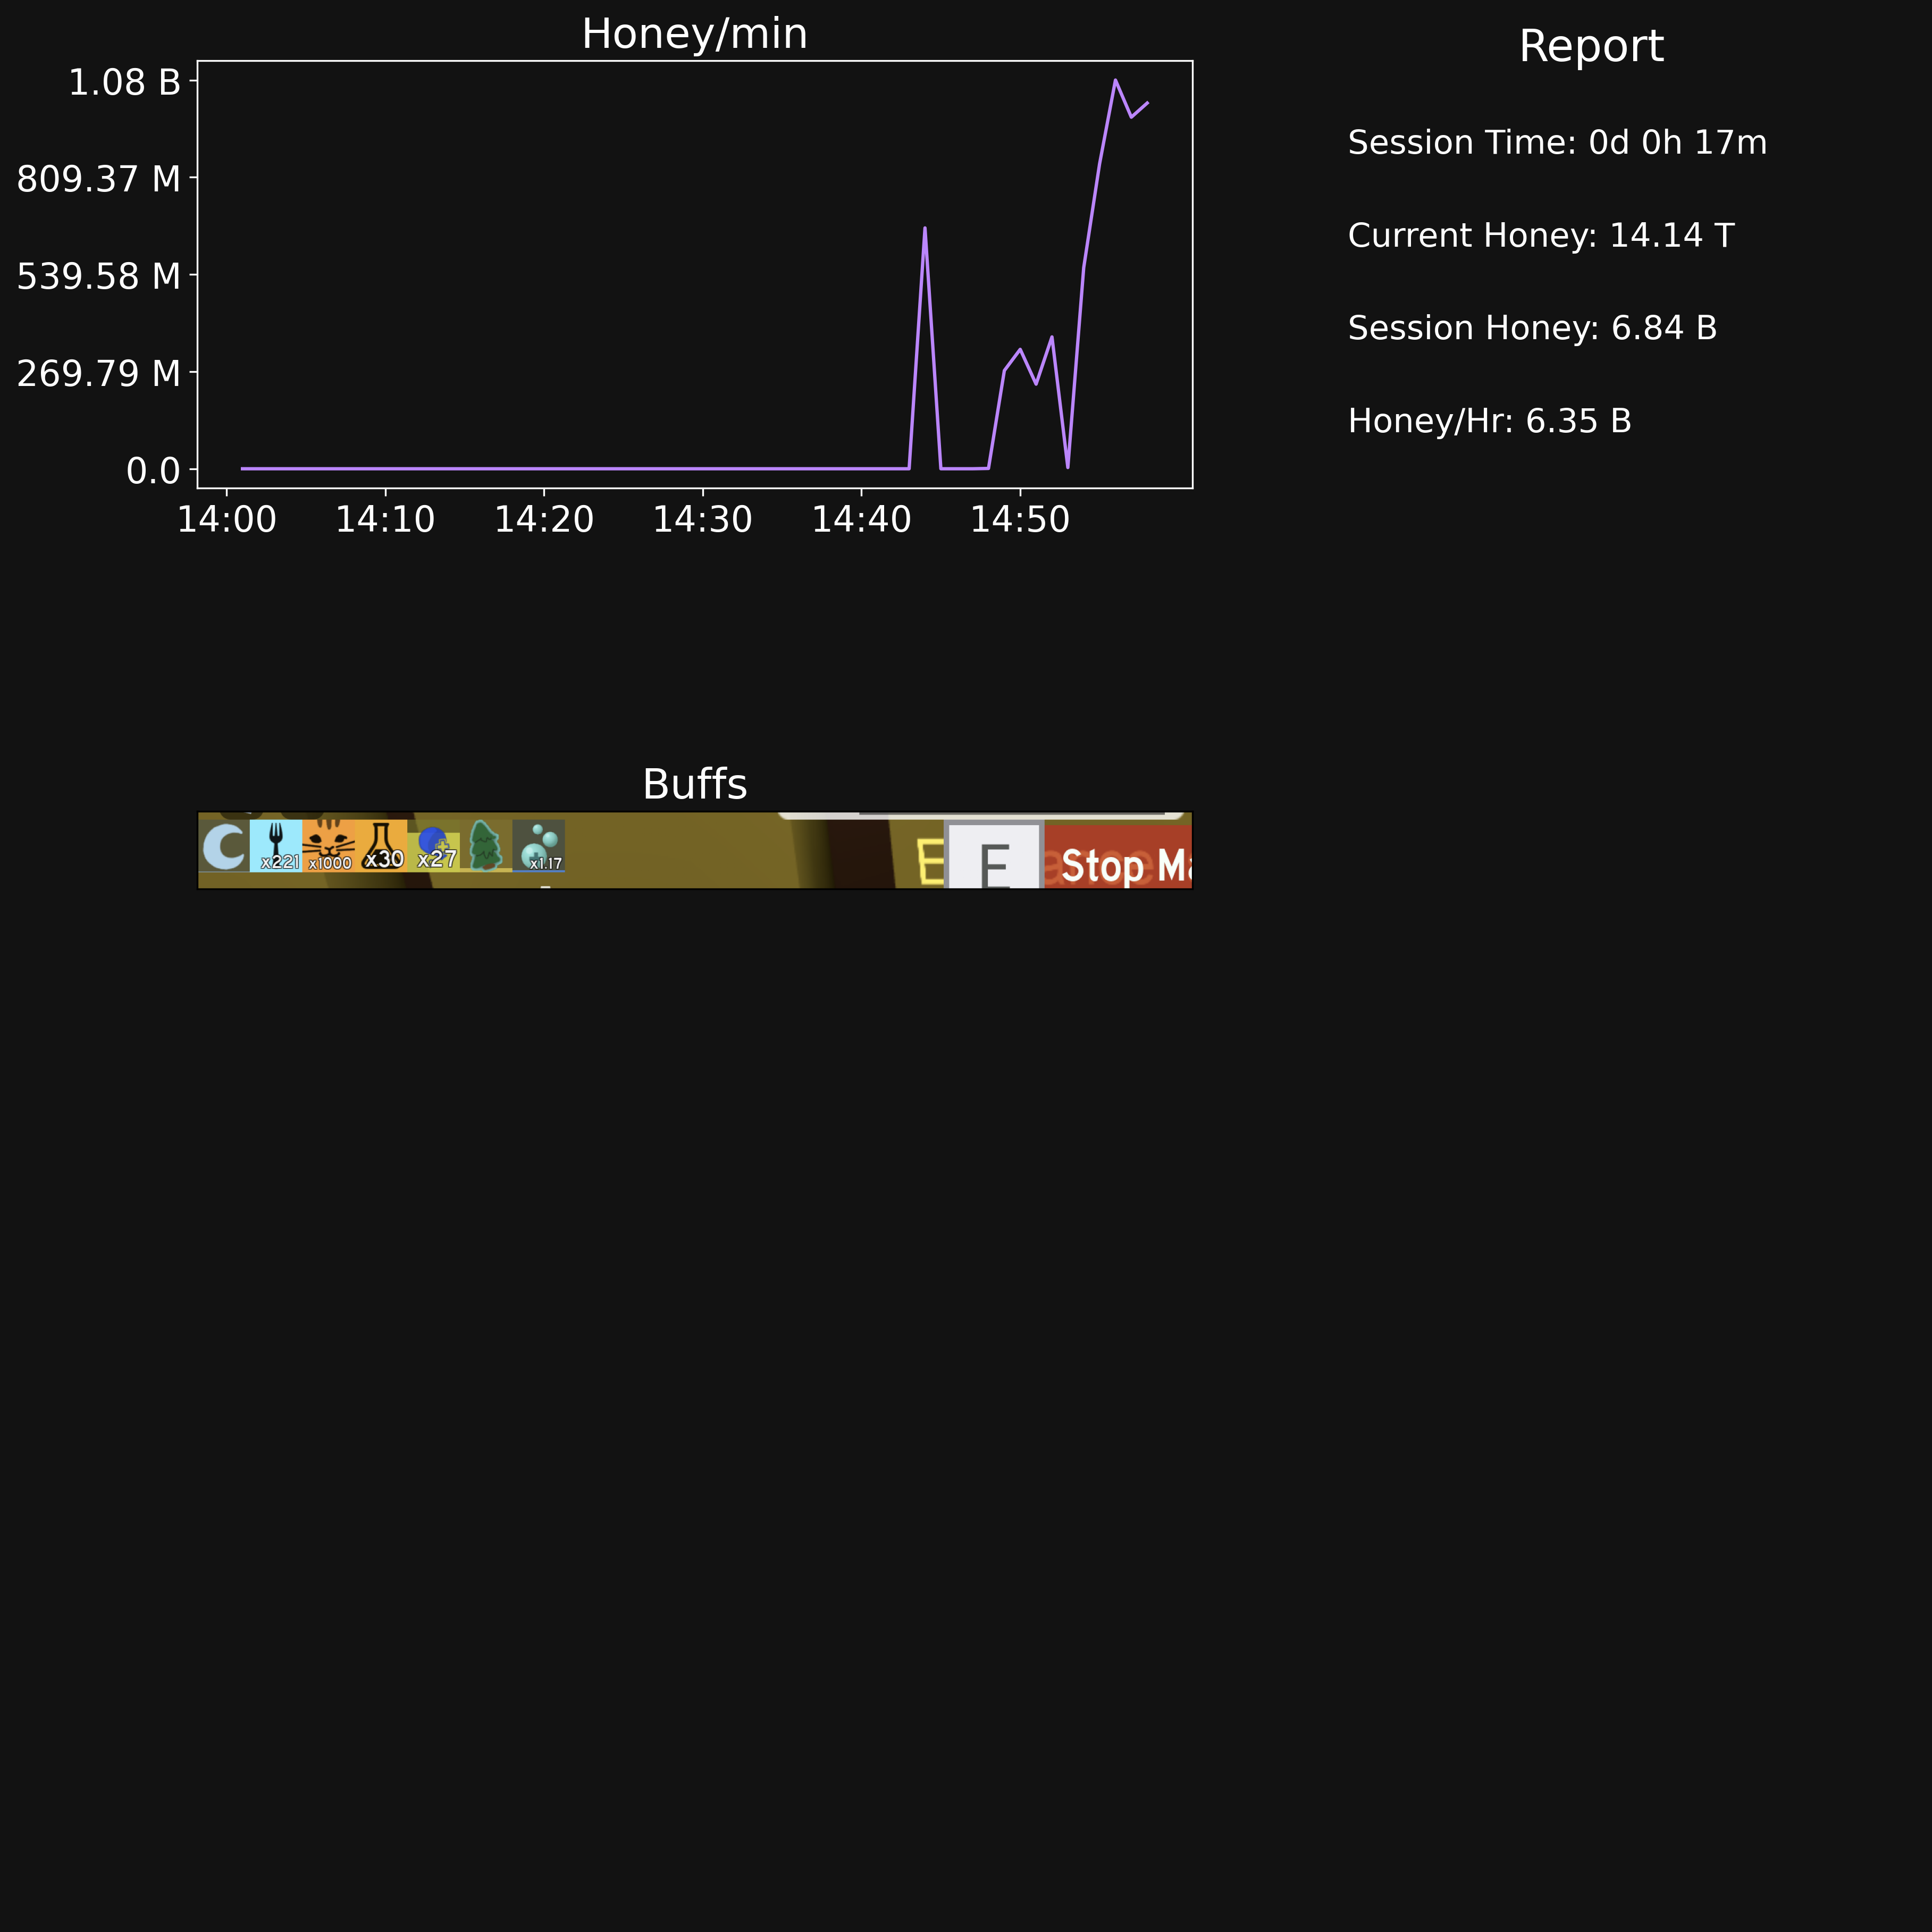 Honey/min
1.08 B
809.37 M
539.58 M
269.79 M
0.0
14:00 14:10 14:20 14:30 14:40 14:50
Report
Session Time: 0d 0h 17m
Current Honey: 14.14 T
Session Honey: 6.84 B
Honey/Hr: 6.35 B
Buffs
x221 x1000 x30 x27 x1.17
E Stop Ma